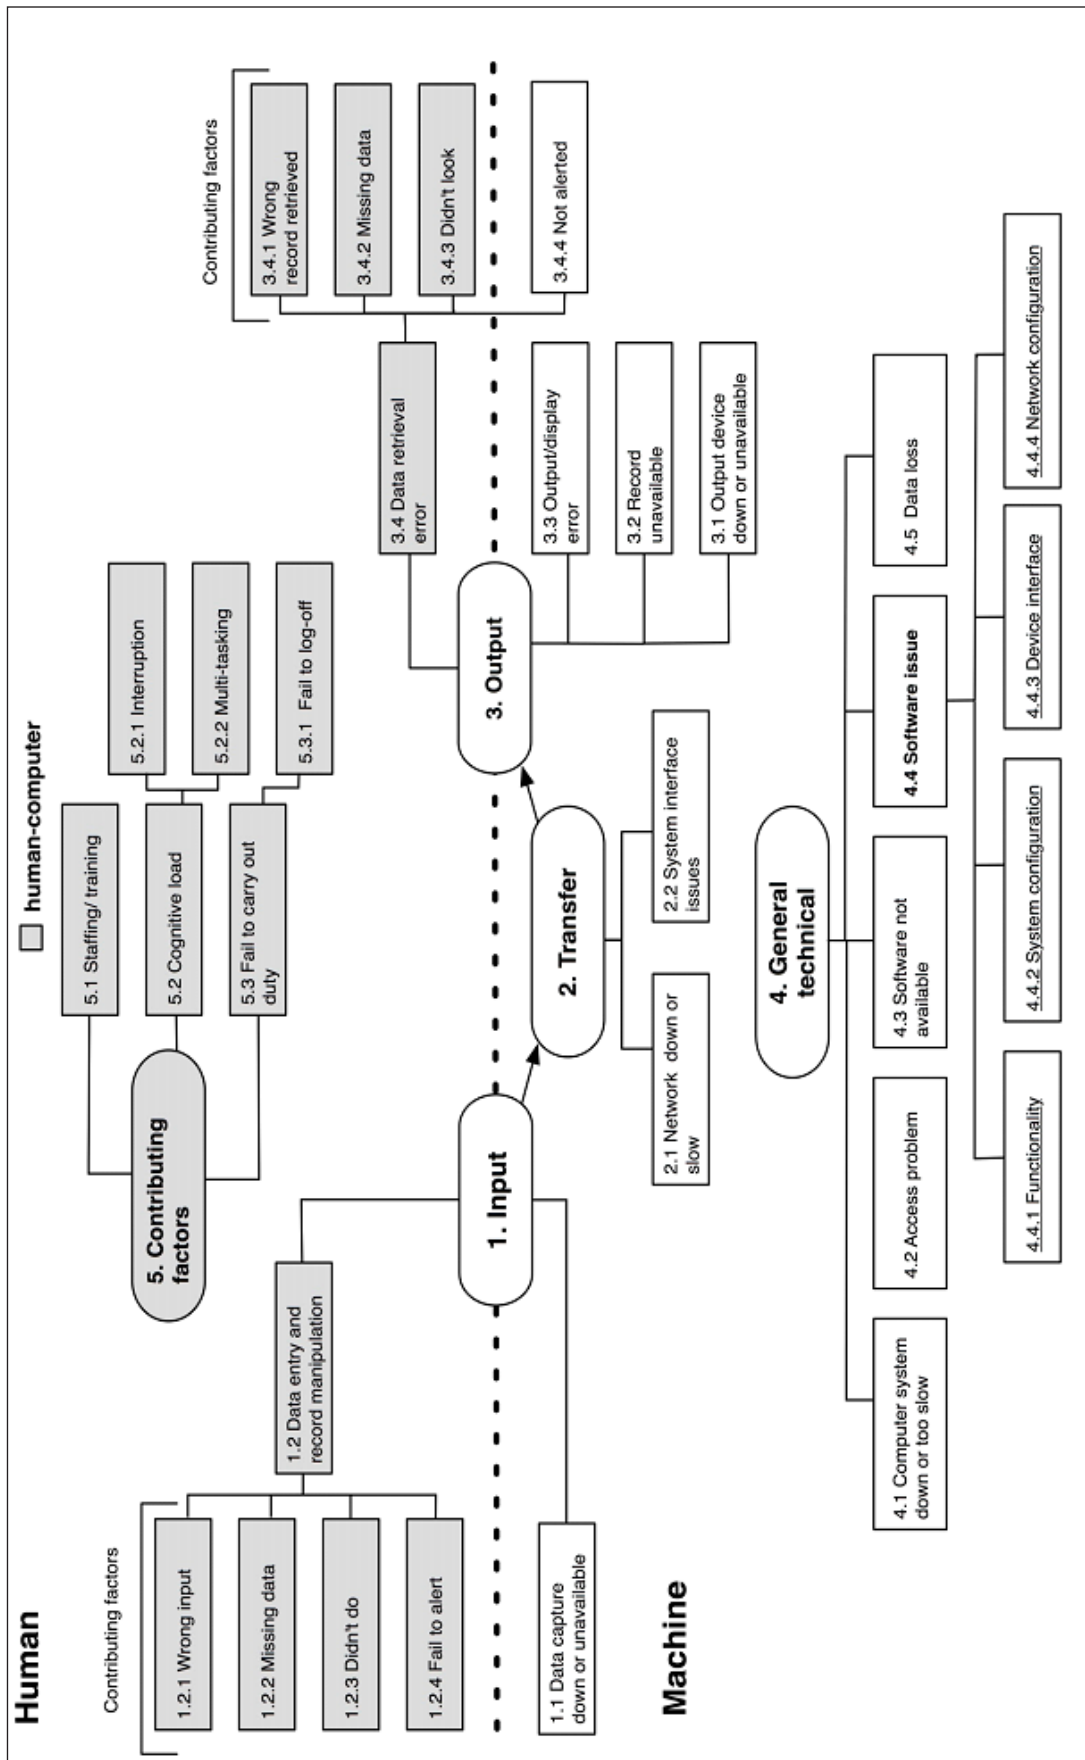 Human
human-computer
Contributing factors
1.2.1 Wrong input
1.2.2 Missing data
1.2.3 Didn't do
1.2.4 Fail to alert
1.2 Data entry and
record manipulation
5. Contributing
factors
5.1 Staffing/ training
5.2 Cognitive load
5.3 Fail to carry out
duty
5.2.1 Interruption
5.2.2 Multi-tasking
5.3.1 Fail to log-off
Contributing factors
3.4.1 Wrong
record retrieved
3.4.2 Missing data
3.4.3 Didn't look
3.4.4 Not alerted
3.4 Data retrieval
error
1. Input
2. Transfer
3. Output
1.1 Data capture
down or unavailable
2.1 Network down or
slow
2.2 System interface
issues
3.3 Output/display
error
3.2 Record
unavailable
3.1 Output device
down or unavailable
Machine
4. General
technical
4.1 Computer system
down or too slow
4.2 Access problem
4.3 Software not
available
4.4 Software issue
4.5 Data loss
4.4.1 Functionality
4.4.2 System configuration
4.4.3 Device interface
4.4.4 Network configuration